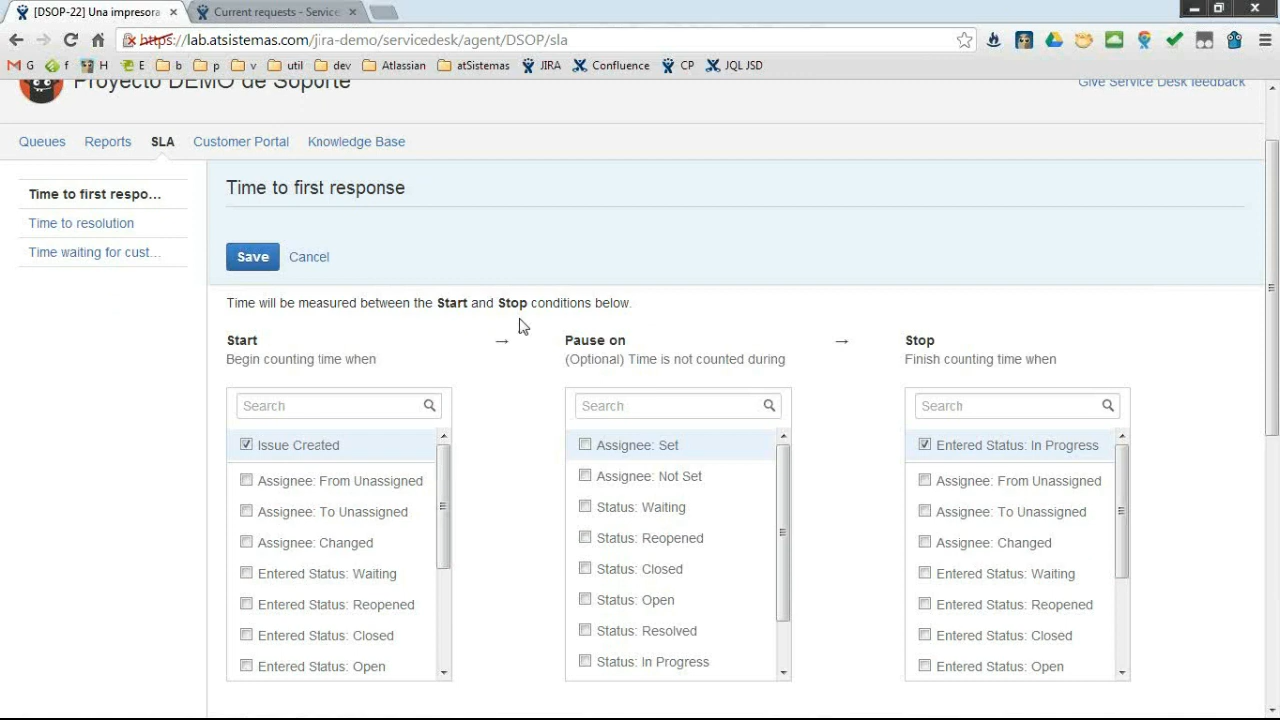 [DSOP-22] Una impresora
Current requests - Service
https://lab.atsistemas.com/jira-demo/servicedesk/agent/DSOP/sla
G f H E b p v util dev Atlassian atSistemas JIRA Confluence CP JQL JSD
Proyecto DEMO de Soporte
Give Service Desk feedback
Queues Reports SLA Customer Portal Knowledge Base
Time to first respo...
Time to resolution
Time waiting for cust...
Time to first response
Save Cancel
Time will be measured between the Start and Stop conditions below.
Start → Pause on → Stop
Begin counting time when
(Optional) Time is not counted during
Finish counting time when
Search
Issue Created
Assignee: From Unassigned
Assignee: To Unassigned
Assignee: Changed
Entered Status: Waiting
Entered Status: Reopened
Entered Status: Closed
Entered Status: Open
Search
Assignee: Set
Assignee: Not Set
Status: Waiting
Status: Reopened
Status: Closed
Status: Open
Status: Resolved
Status: In Progress
Search
Entered Status: In Progress
Assignee: From Unassigned
Assignee: To Unassigned
Assignee: Changed
Entered Status: Waiting
Entered Status: Reopened
Entered Status: Closed
Entered Status: Open